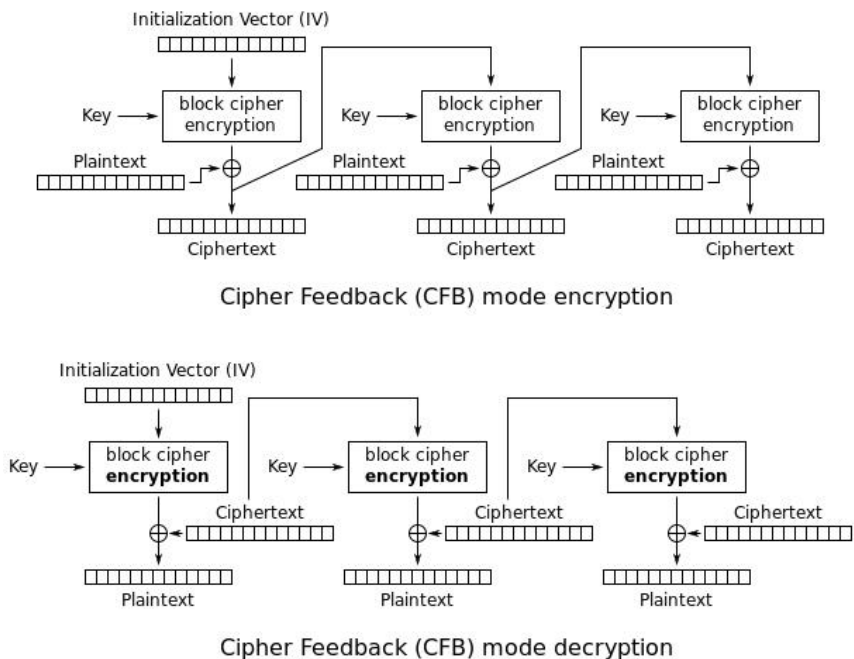 Initialization Vector (IV)
Key
block cipher
encryption
Key
block cipher
encryption
Key
block cipher
encryption
Plaintext
Plaintext
Plaintext
Ciphertext
Ciphertext
Ciphertext
Cipher Feedback (CFB) mode encryption
Initialization Vector (IV)
Key
block cipher
encryption
Key
block cipher
encryption
Key
block cipher
encryption
Ciphertext
Ciphertext
Ciphertext
Plaintext
Plaintext
Plaintext
Cipher Feedback (CFB) mode decryption